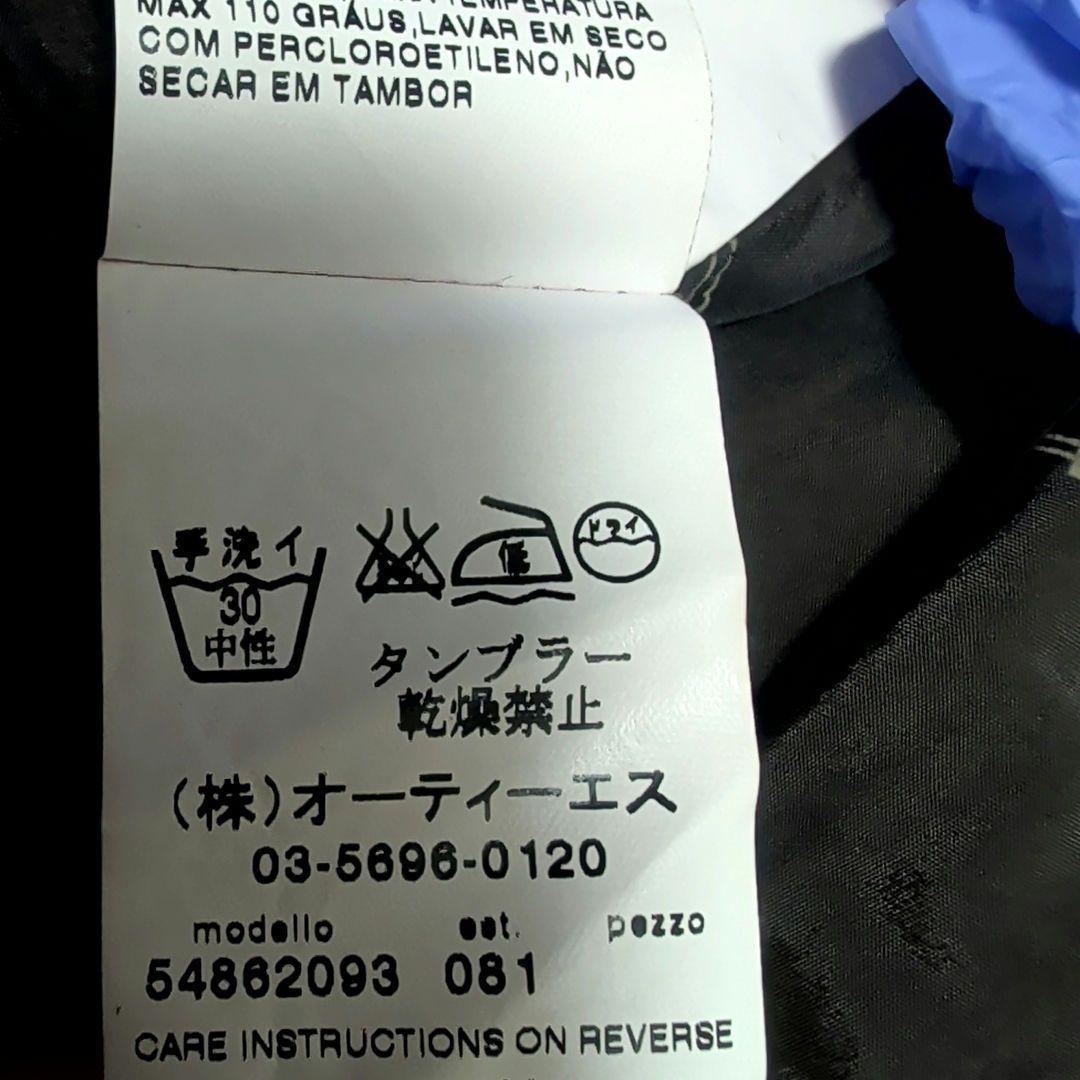 TEMPERATURA
MAX 110 GRAUS,LAVAR EM SECO
COM PERCLOROETILENO,NÃO
SECAR EM TAMBOR
手洗イ
30
中性
低
ドライ
タンブラー
乾燥禁止
(株)オーティーエス
03-5696-0120
modello est. pezzo
54862093 081
CARE INSTRUCTIONS ON REVERSE